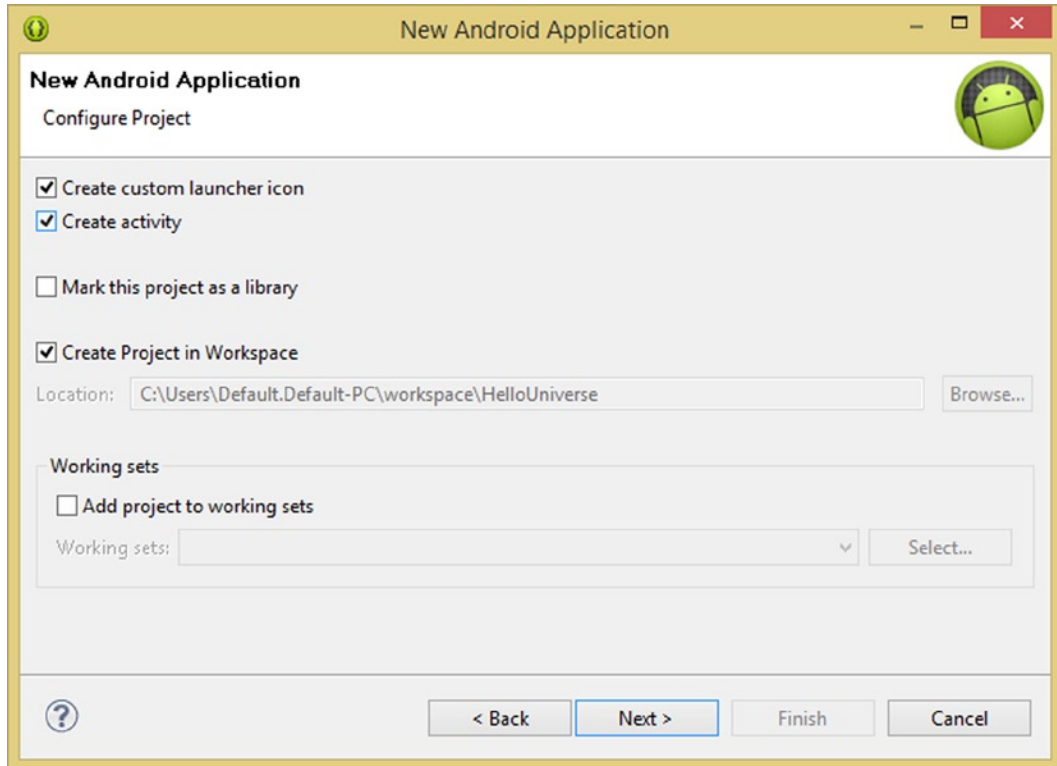 New Android Application
New Android Application
Configure Project
Create custom launcher icon
Create activity
Mark this project as a library
Create Project in Workspace
Location: C:\Users\Default.Default-PC\workspace\HelloUniverse Browse...
Working sets
Add project to working sets
Working sets: Select...
? < Back Next > Finish Cancel